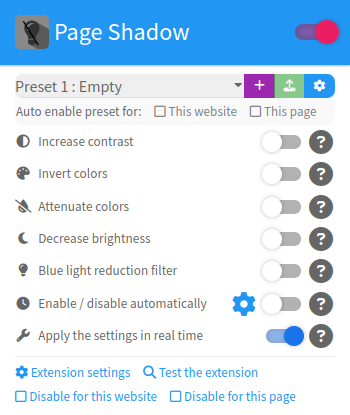 Page Shadow
Preset 1 : Empty
Auto enable preset for: This website This page
Increase contrast ?
Invert colors ?
Attenuate colors ?
Decrease brightness ?
Blue light reduction filter ?
Enable / disable automatically ?
Apply the settings in real time ?
Extension settings Test the extension
Disable for this website Disable for this page